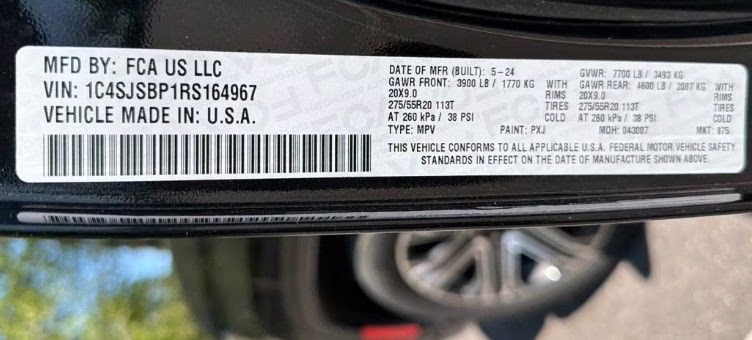 MFD BY: FCA US LLC
VIN: 1C4SJSBP1RS164967
VEHICLE MADE IN: U.S.A.
DATE OF MFR (BUILT): 5-24 GVWR: 7700 LB / 3493 KG
GAWR FRONT: 3900 LB / 1770 KG WITH GAWR REAR: 4600 LB / 2087 KG WITH
20X9.0 RIMS 20X9.0 RIMS
275/55R20 113T TIRES 275/55R20 113T TIRES
AT 260 kPa / 38 PSI COLD AT 260 kPa / 38 PSI COLD
TYPE: MPV PAINT: PXJ MDH: 043007 MKT: 875
THIS VEHICLE CONFORMS TO ALL APPLICABLE U.S.A. FEDERAL MOTOR VEHICLE SAFETY
STANDARDS IN EFFECT ON THE DATE OF MANUFACTURE SHOWN ABOVE.